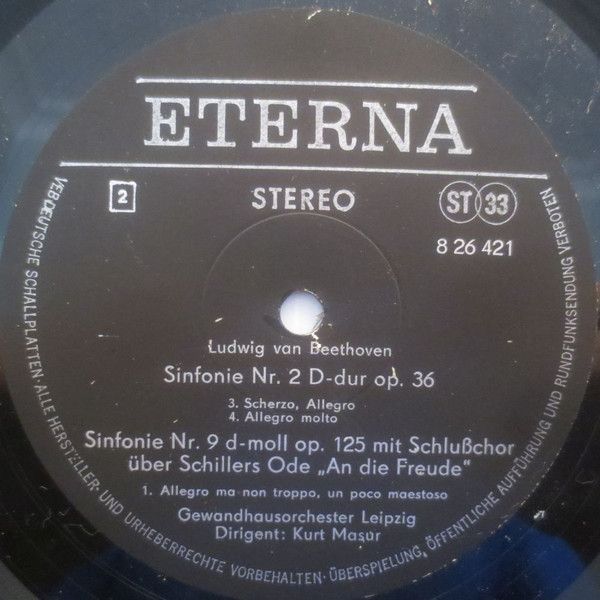 ETERNA
2
STEREO
ST 33
8 26 421
Ludwig van Beethoven
Sinfonie Nr. 2 D-dur op. 36
3. Scherzo, Allegro
4. Allegro molto
Sinfonie Nr. 9 d-moll op. 125 mit Schlußchor
über Schillers Ode „An die Freude“
1. Allegro ma non troppo, un poco maestoso
Gewandhausorchester Leipzig
Dirigent: Kurt Masur
VEB DEUTSCHE SCHALLPLATTEN · ALLE HERSTELLER- UND URHEBERRECHTE VORBEHALTEN · ÜBERSPIELUNG, ÖFFENTLICHE AUFFÜHRUNG UND RUNDFUNKSENDUNG VERBOTEN